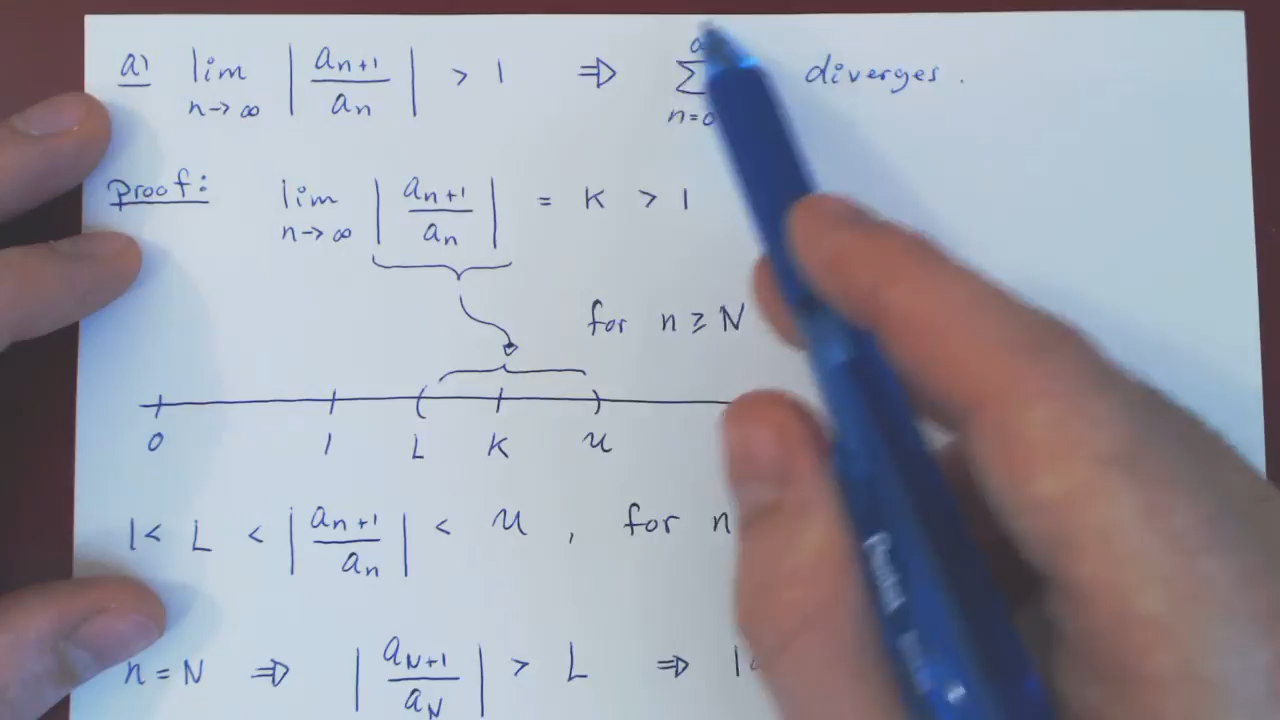 a) lim n→∞ | a_{n+1} / a_n | > 1 ⇒ ∑ n=0 diverges .
Proof: lim n→∞ | a_{n+1} / a_n | = K > 1
for n ≥ N
0 1 L K U
1 < L < | a_{n+1} / a_n | < U , for n
n = N ⇒ | a_{N+1} / a_N | > L ⇒ |
Pentel